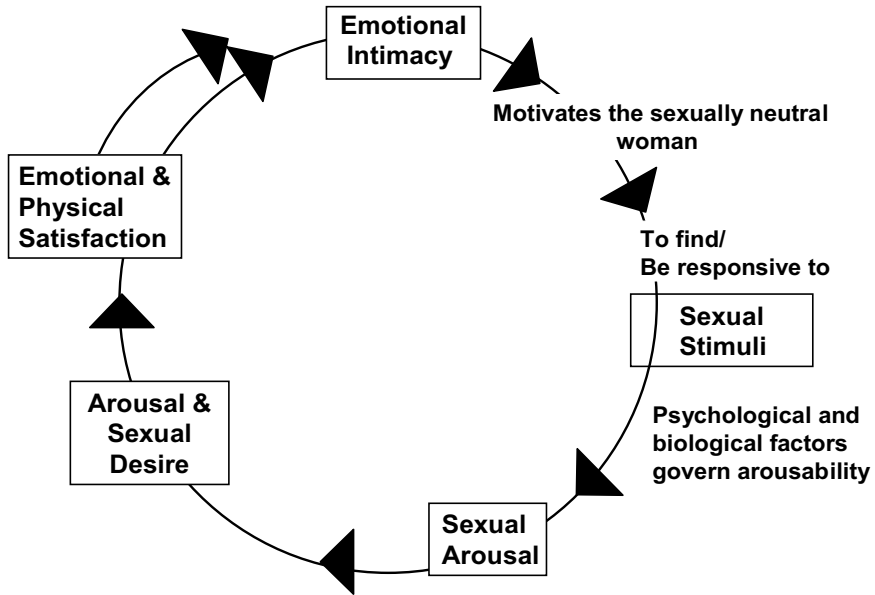 Emotional
Intimacy
Motivates the sexually neutral
woman
To find/
Be responsive to
Sexual
Stimuli
Psychological and
biological factors
govern arousability
Sexual
Arousal
Arousal &
Sexual
Desire
Emotional &
Physical
Satisfaction